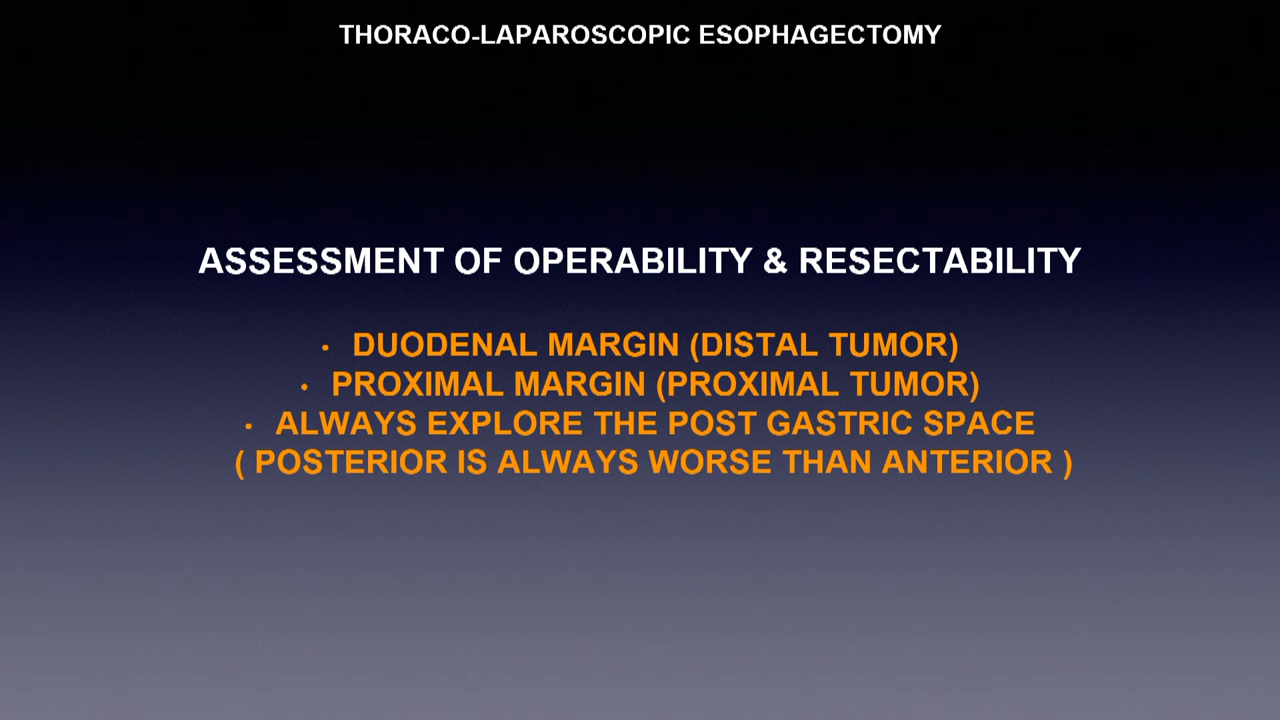 THORACO-LAPAROSCOPIC ESOPHAGECTOMY
ASSESSMENT OF OPERABILITY & RESECTABILITY
• DUODENAL MARGIN (DISTAL TUMOR)
• PROXIMAL MARGIN (PROXIMAL TUMOR)
• ALWAYS EXPLORE THE POST GASTRIC SPACE
( POSTERIOR IS ALWAYS WORSE THAN ANTERIOR )